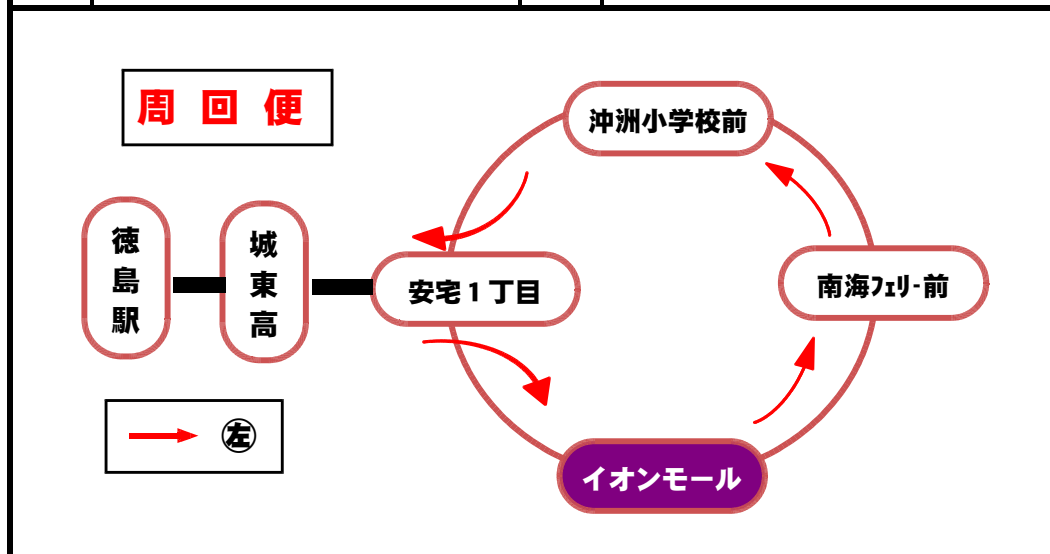 周回便
沖洲小学校前
徳島駅
城東高
安宅1丁目
南海ﾌｪﾘ-前
㊧
イオンモール